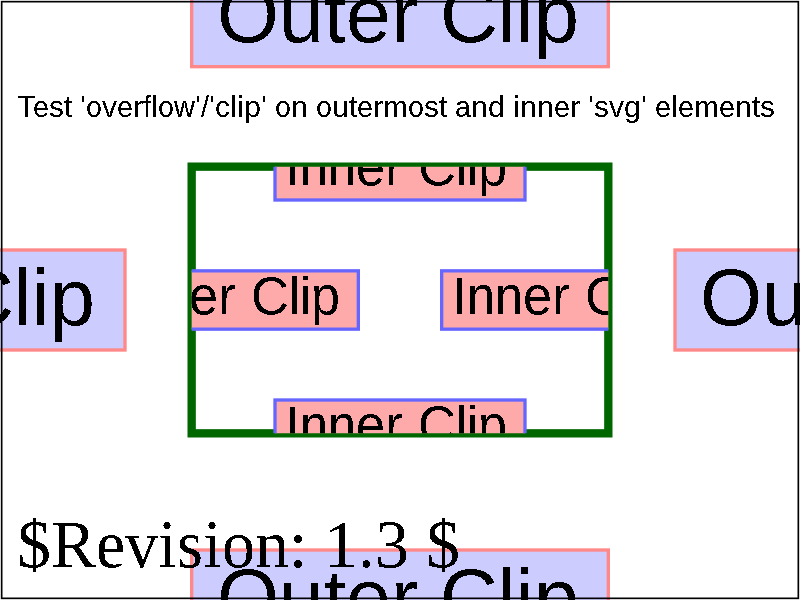 Outer Clip
Test 'overflow'/'clip' on outermost and inner 'svg' elements
Inner Clip
Clip er Clip Inner C Ou
Inner Clip
$Revision: 1.3 $
Outer Clip